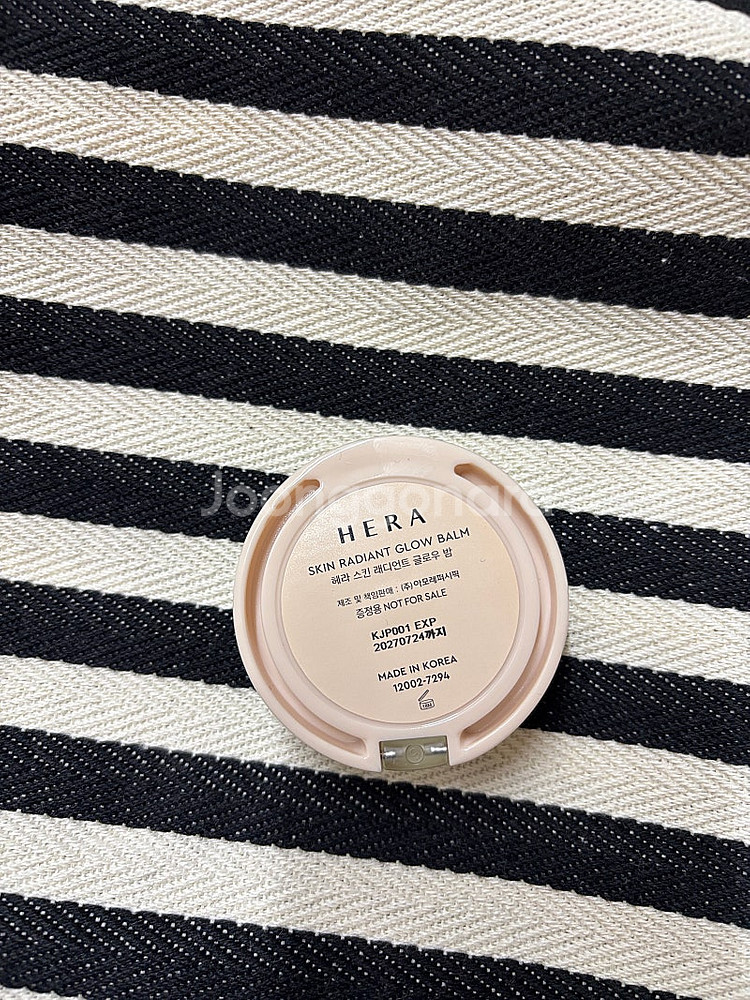 Joongonara
HERA
SKIN RADIANT GLOW BALM
헤라 스킨 래디언트 글로우 밤
제조 및 책임판매 : (주)아모레퍼시픽
증정용 NOT FOR SALE
KJP001 EXP
20270724까지
MADE IN KOREA
12002-7294